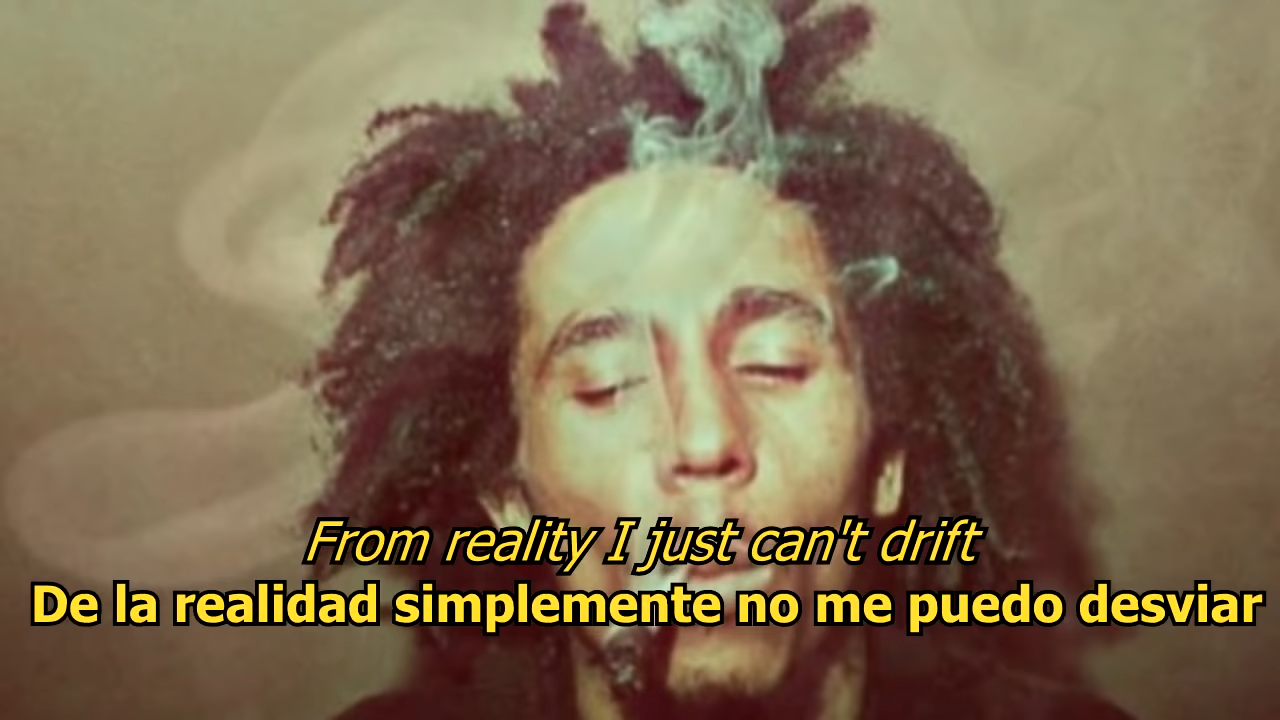 From reality I just can't drift
De la realidad simplemente no me puedo desviar